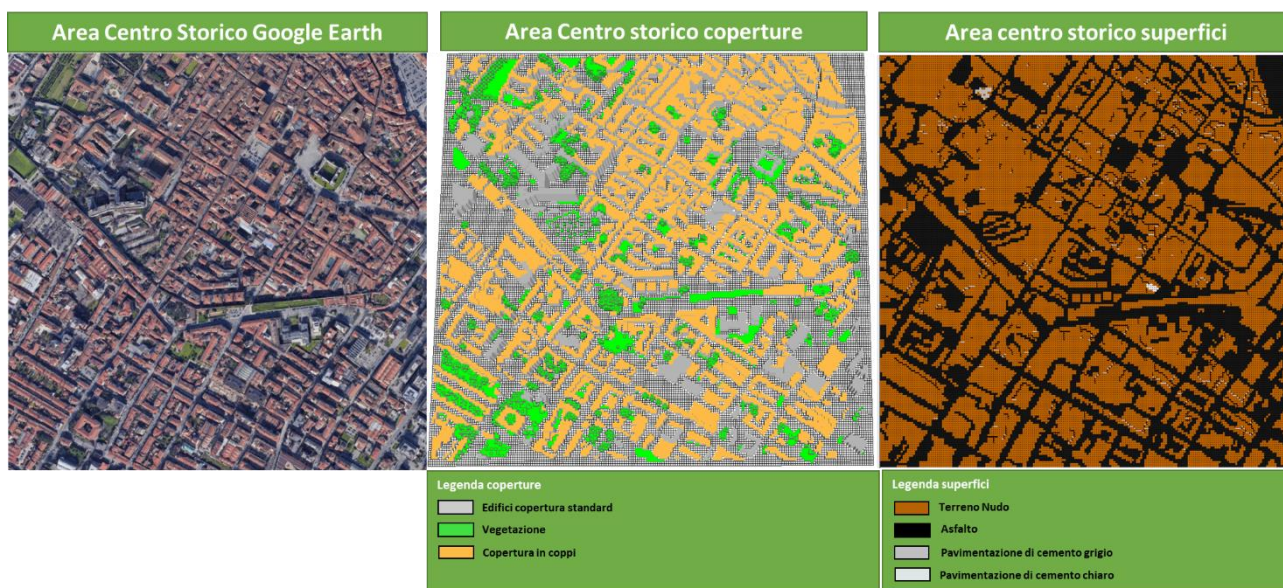 Area Centro Storico Google Earth
Area Centro storico coperture
Area centro storico superfici
Legenda coperture
Edifici copertura standard
Vegetazione
Copertura in coppi
Legenda superfici
Terreno Nudo
Asfalto
Pavimentazione di cemento grigio
Pavimentazione di cemento chiaro